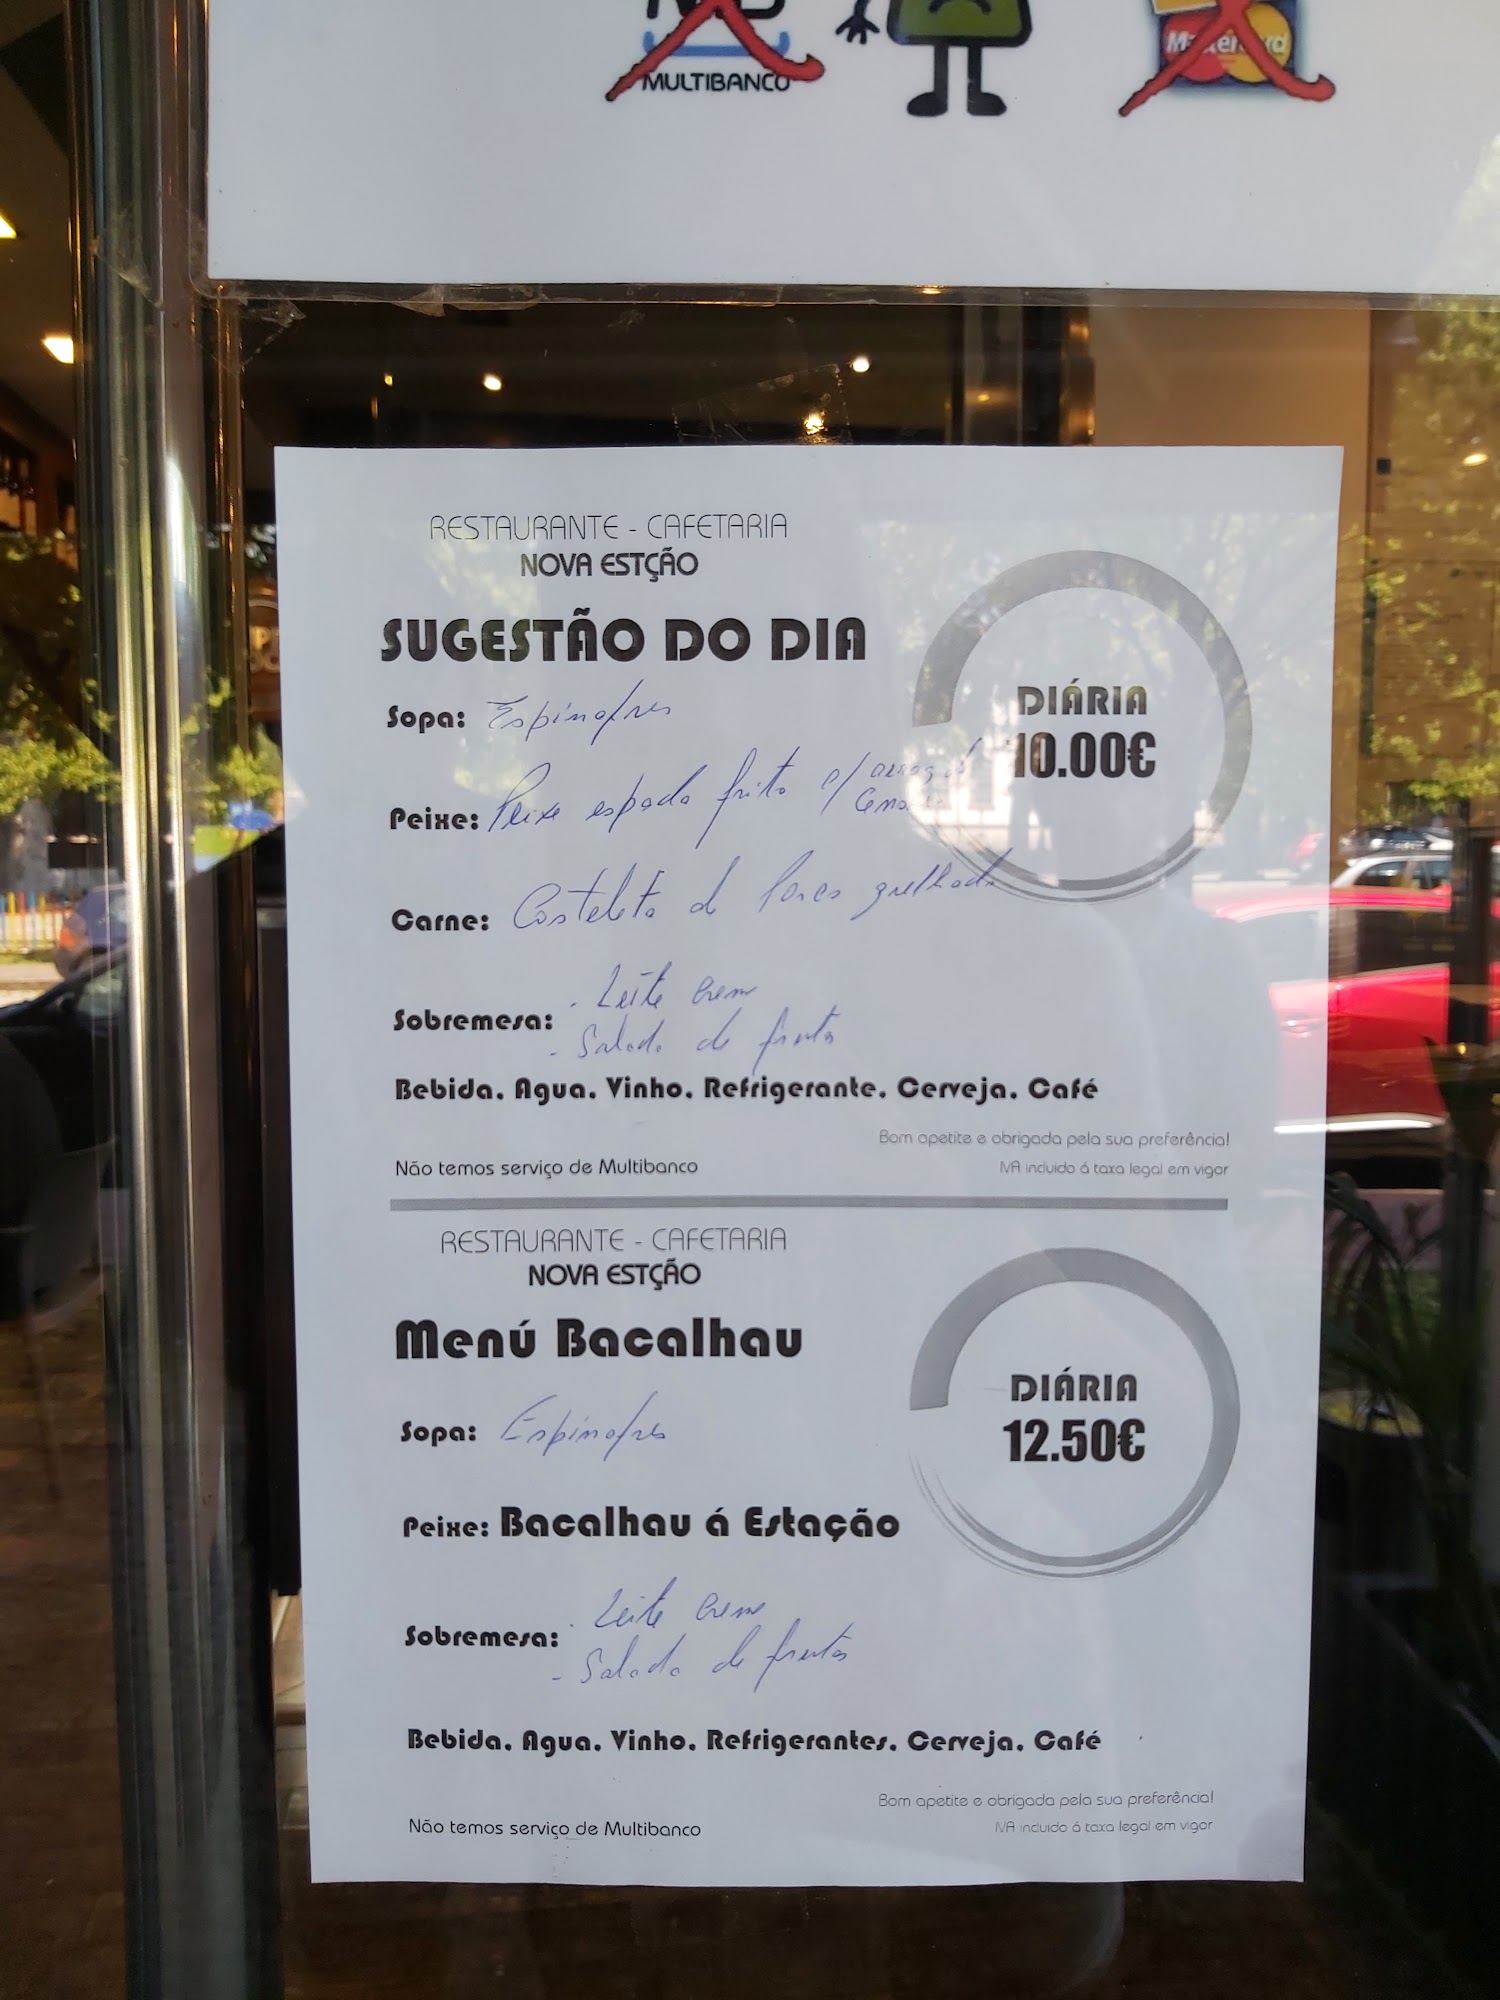 MULTIBANCO
MasterCard
RESTAURANTE - CAFETARIA
NOVA ESTÇÃO
SUGESTÃO DO DIA
DIÁRIA
10.00€
Sopa: Espinafres
Peixe: Peixe espada frito c/ arroz de
Carne: Costeleta de Porco grelhada
Sobremesa: . Leite Creme
- Salada de frutas
Bebida. Agua. Vinho. Refrigerante. Cerveja. Café
Bom apetite e obrigada pela sua preferência!
Não temos serviço de Multibanco
IVA incluido á taxa legal em vigor
RESTAURANTE - CAFETARIA
NOVA ESTÇÃO
Menú Bacalhau
DIÁRIA
12.50€
Sopa: Espinafres
Peixe: Bacalhau á Estação
Sobremesa: . Leite Creme
- Salada de frutas
Bebida. Agua. Vinho. Refrigerantes. Cerveja. Café
Bom apetite e obrigada pela sua preferência!
Não temos serviço de Multibanco
IVA incluido á taxa legal em vigor